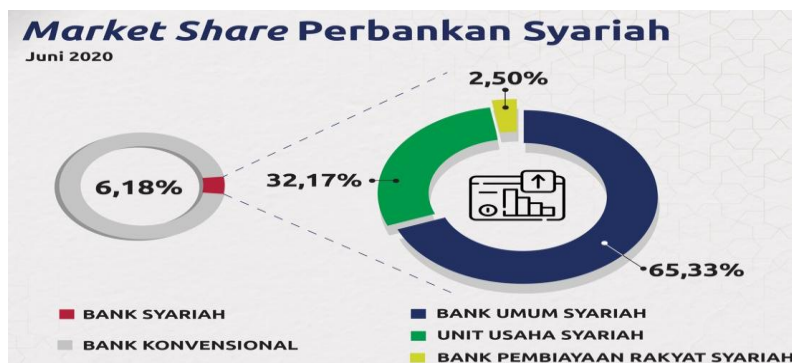 Market Share Perbankan Syariah
Juni 2020
2,50%
6,18%
32,17%
65,33%
BANK SYARIAH
BANK KONVENSIONAL
BANK UMUM SYARIAH
UNIT USAHA SYARIAH
BANK PEMBIAYAAN RAKYAT SYARIAH